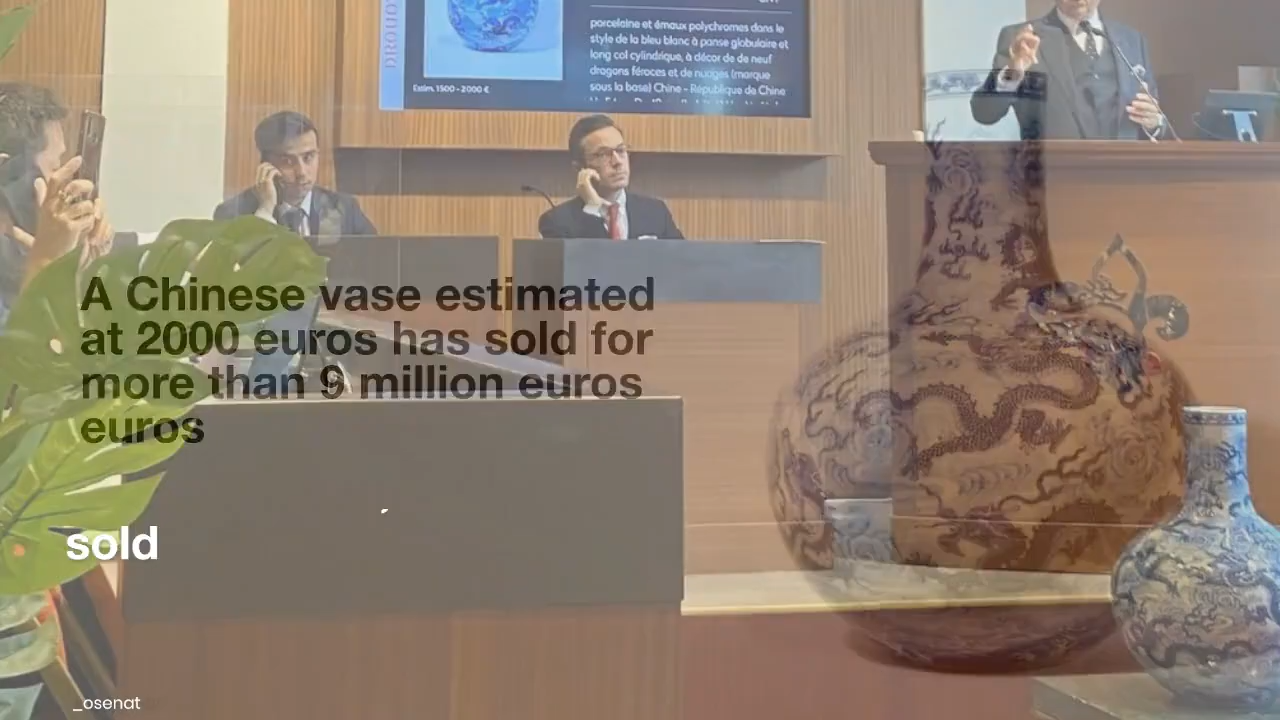 DROUOT
porcelaine et émaux polychromes dans le
style de la bleu blanc à panse globulaire et
long col cylindrique, à décor de de neuf
dragons féroces et de nuages (marque
sous la base) Chine - République de Chine
Estim. 1500 - 2000 €
A Chinese vase estimated
at 2000 euros has sold for
more than 9 million euros
euros
sold
_osenat